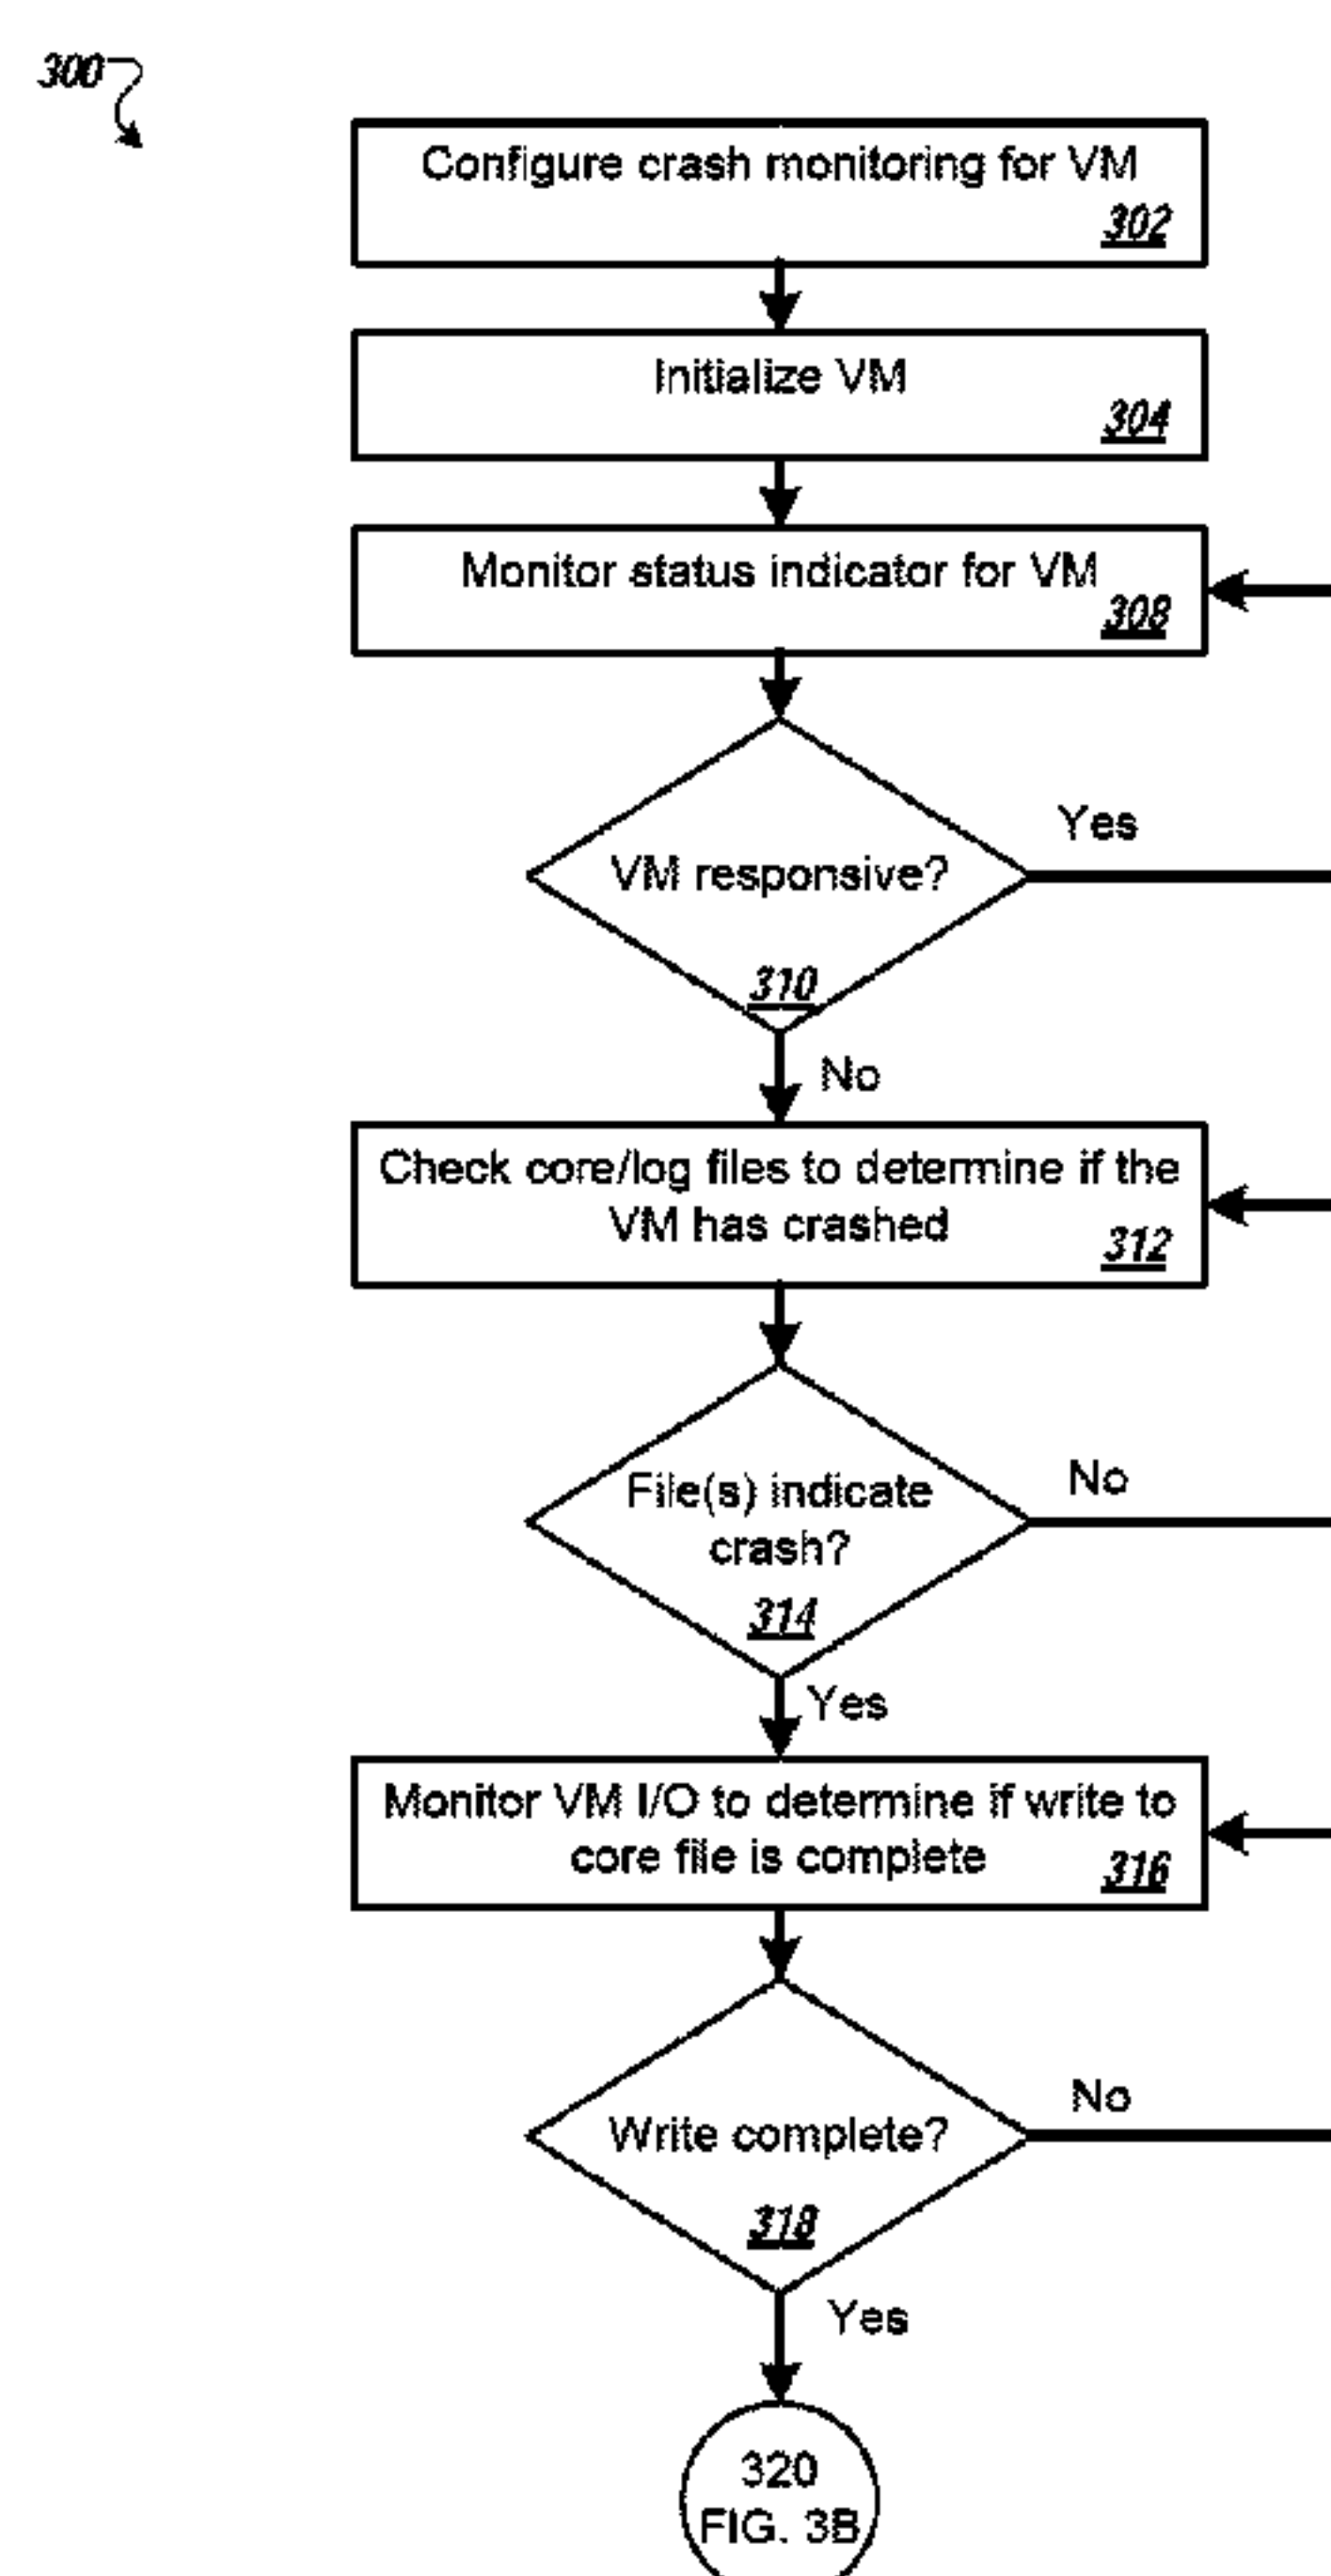 300
Configure crash monitoring for VM
302
Initialize VM
304
Monitor status indicator for VM
308
Yes
VM responsive?
310
No
Check core/log files to determine if the
VM has crashed
312
No
File(s) indicate
crash?
314
Yes
Monitor VM I/O to determine if write to
core file is complete
316
No
Write complete?
318
Yes
320
FIG. 3B